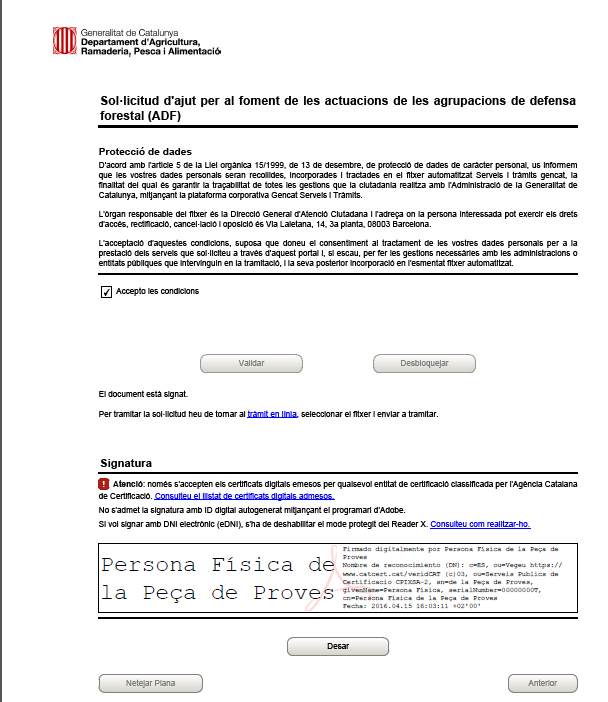 Generalitat de Catalunya
Departament d'Agricultura,
Ramaderia, Pesca i Alimentació
Sol·licitud d'ajut per al foment de les actuacions de les agrupacions de defensa
forestal (ADF)
Protecció de dades
D'acord amb l'article 5 de la Llei orgànica 15/1999, de 13 de desembre, de protecció de dades de caràcter personal, us informem
que les vostres dades personals seran recollides, incorporades i tractades en el fitxer automatitzat Serveis i tràmits gencat, la
finalitat del qual és garantir la traçabilitat de totes les gestions que la ciutadania realitza amb l'Administració de la Generalitat de
Catalunya, mitjançant la plataforma corporativa Gencat Serveis i Tràmits.
L'òrgan responsable del fitxer és la Direcció General d'Atenció Ciutadana i l'adreça on la persona interessada pot exercir els drets
d'accés, rectificació, cancel·lació i oposició és Via Laietana, 14, 3a planta, 08003 Barcelona.
L'acceptació d'aquestes condicions, suposa que doneu el consentiment al tractament de les vostres dades personals per a la
prestació dels serveis que sol·liciteu a través d'aquest portal i, si escau, per fer les gestions necessàries amb les administracions o
entitats públiques que intervinguin en la tramitació, i la seva posterior incorporació en l'esmentat fitxer automatitzat.
Accepto les condicions
Validar
Desbloquejar
El document està signat.
Per tramitar la sol·licitud heu de tornar al tràmit en línia, seleccionar el fitxer i enviar a tramitar.
Signatura
Atenció: només s'accepten els certificats digitals emesos per qualsevol entitat de certificació classificada per l'Agència Catalana
de Certificació. Consulteu el llistat de certificats digitals admesos.
No s'admet la signatura amb ID digital autogenerat mitjançant el programari d'Adobe.
Si vol signar amb DNI electrònic (eDNI), s'ha de deshabilitar el mode protegit del Reader X. Consulteu com realitzar-ho.
Persona Física de
la Peça de Proves
Firmado digitalmente por Persona Física de la Peça de
Proves
Nombre de reconocimiento (DN): c=ES, ou=Vegeu https://
www.catcert.cat/veridCAT (c)03, ou=Serveis Publics de
Certificacio CPIXSA-2, sn=de la Peça de Proves,
givenName=Persona Física, serialNumber=00000000T,
cn=Persona Física de la Peça de Proves
Fecha: 2016.04.15 16:03:11 +02'00'
Desar
Netejar Plana
Anterior